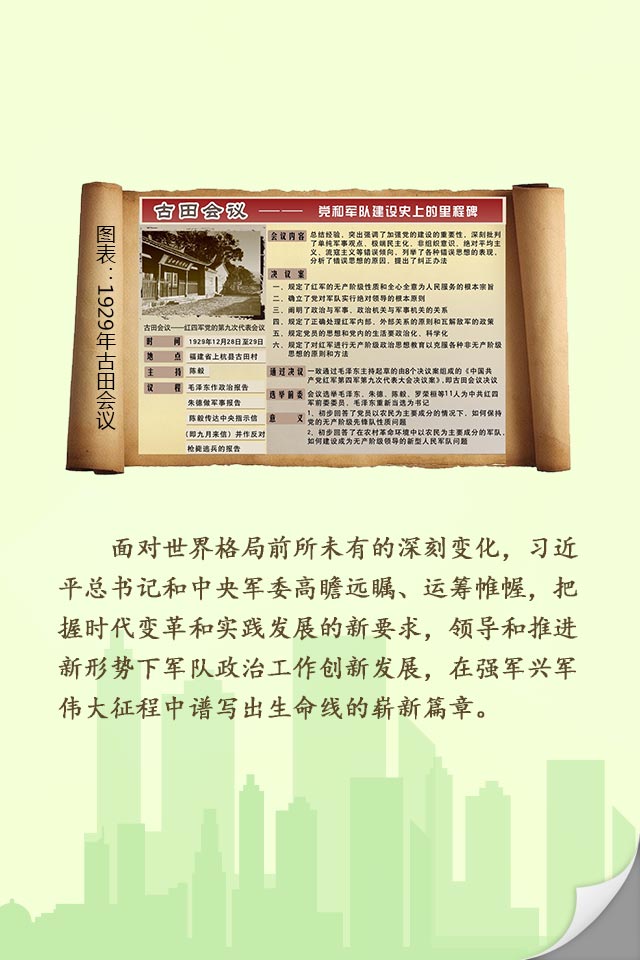 图表：1929年古田会议
古田会议 —— 党和军队建设史上的里程碑
古田会议——红四军党的第九次代表会议
时 间 1929年12月28日至29日
地 点 福建省上杭县古田村
主 持 陈毅
议 程 毛泽东作政治报告
朱德做军事报告
陈毅传达中央指示信
(即九月来信) 并作反对
枪毙逃兵的报告
会议内容 总结经验，突出强调了加强党的建设的重要性，深刻批判
了单纯军事观点、极端民主化、非组织意识、绝对平均主
义、流寇主义等错误倾向，列举了各种错误思想的表现，
分析了错误思想的原因，提出了纠正办法
决 议 案
一、规定了红军的无产阶级性质和全心全意为人民服务的根本宗旨
二、确立了党对军队实行绝对领导的根本原则
三、阐明了政治与军事，政治机关与军事机关的关系
四、规定了正确处理红军内部、外部关系的原则和瓦解敌军的政策
五、规定党员的思想和党内的生活要政治化、科学化
六、规定了对红军进行无产阶级政治思想教育以克服各种非无产阶级
思想的原则和方法
通过决议 一致通过毛泽东主持起草的由8个决议案组成的《中国共
产党红军第四军第九次代表大会决议案》,即古田会议决议
选举前委 会议选举毛泽东、朱德、陈毅、罗荣桓等11人为中共红四
军前委委员，毛泽东重新当选为书记
意 义 1、初步回答了党员以农民为主要成分的情况下，如何保持
党的无产阶级先锋队性质问题
2、初步回答了在农村革命环境中以农民为主要成分的军队，
如何建设成为无产阶级领导的新型人民军队问题
面对世界格局前所未有的深刻变化，习近
平总书记和中央军委高瞻远瞩、运筹帷幄，把
握时代变革和实践发展的新要求，领导和推进
新形势下军队政治工作创新发展，在强军兴军
伟大征程中谱写出生命线的崭新篇章。